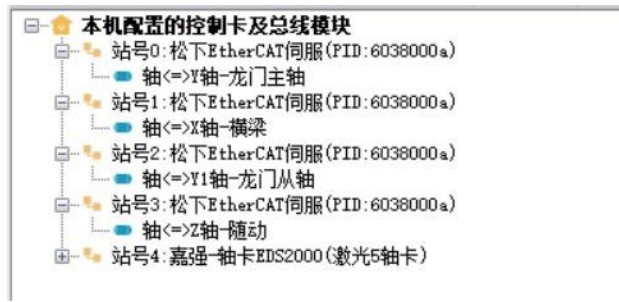 本机配置的控制卡及总线模块
站号0:松下EtherCAT伺服(PID:6038000a)
轴<=>Y轴-龙门主轴
站号1:松下EtherCAT伺服(PID:6038000a)
轴<=>X轴-横梁
站号2:松下EtherCAT伺服(PID:6038000a)
轴<=>Y1轴-龙门从轴
站号3:松下EtherCAT伺服(PID:6038000a)
轴<=>Z轴-随动
站号4:嘉强-轴卡EDS2000(激光5轴卡)